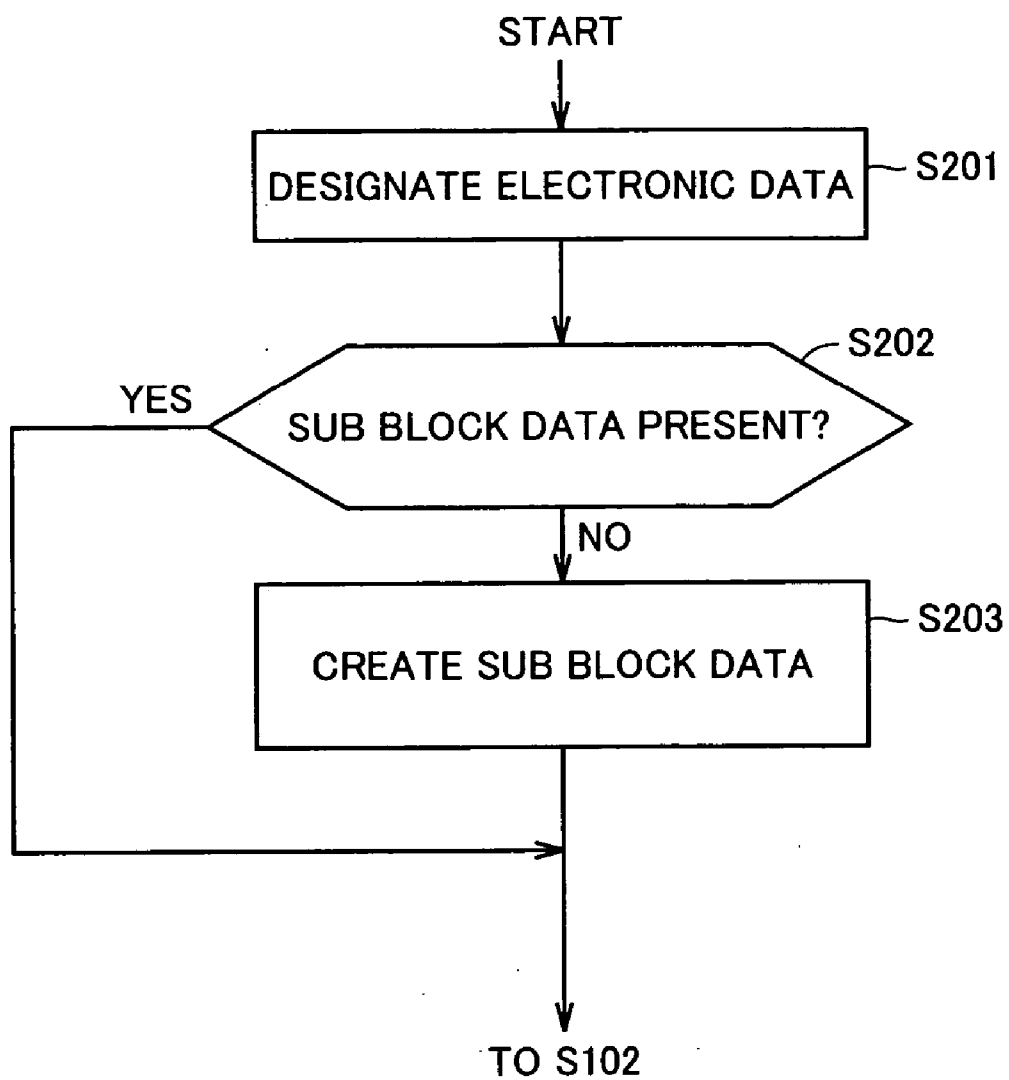 START
DESIGNATE ELECTRONIC DATA
S201
S202
YES
SUB BLOCK DATA PRESENT?
NO
S203
CREATE SUB BLOCK DATA
TO S102